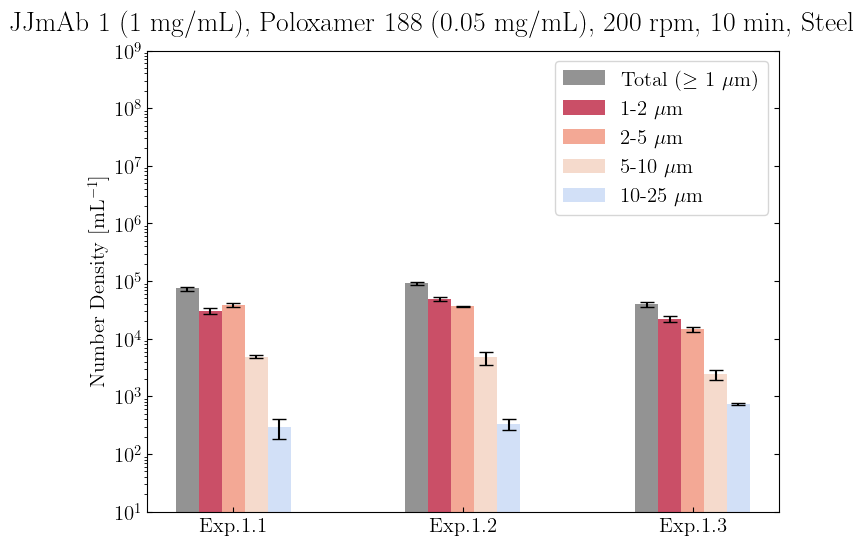 JJmAb 1 (1 mg/mL), Poloxamer 188 (0.05 mg/mL), 200 rpm, 10 min, Steel
Number Density [mL⁻¹]
10⁹
10⁸
10⁷
10⁶
10⁵
10⁴
10³
10²
10¹
Total (≥ 1 μm)
1-2 μm
2-5 μm
5-10 μm
10-25 μm
Exp.1.1 Exp.1.2 Exp.1.3